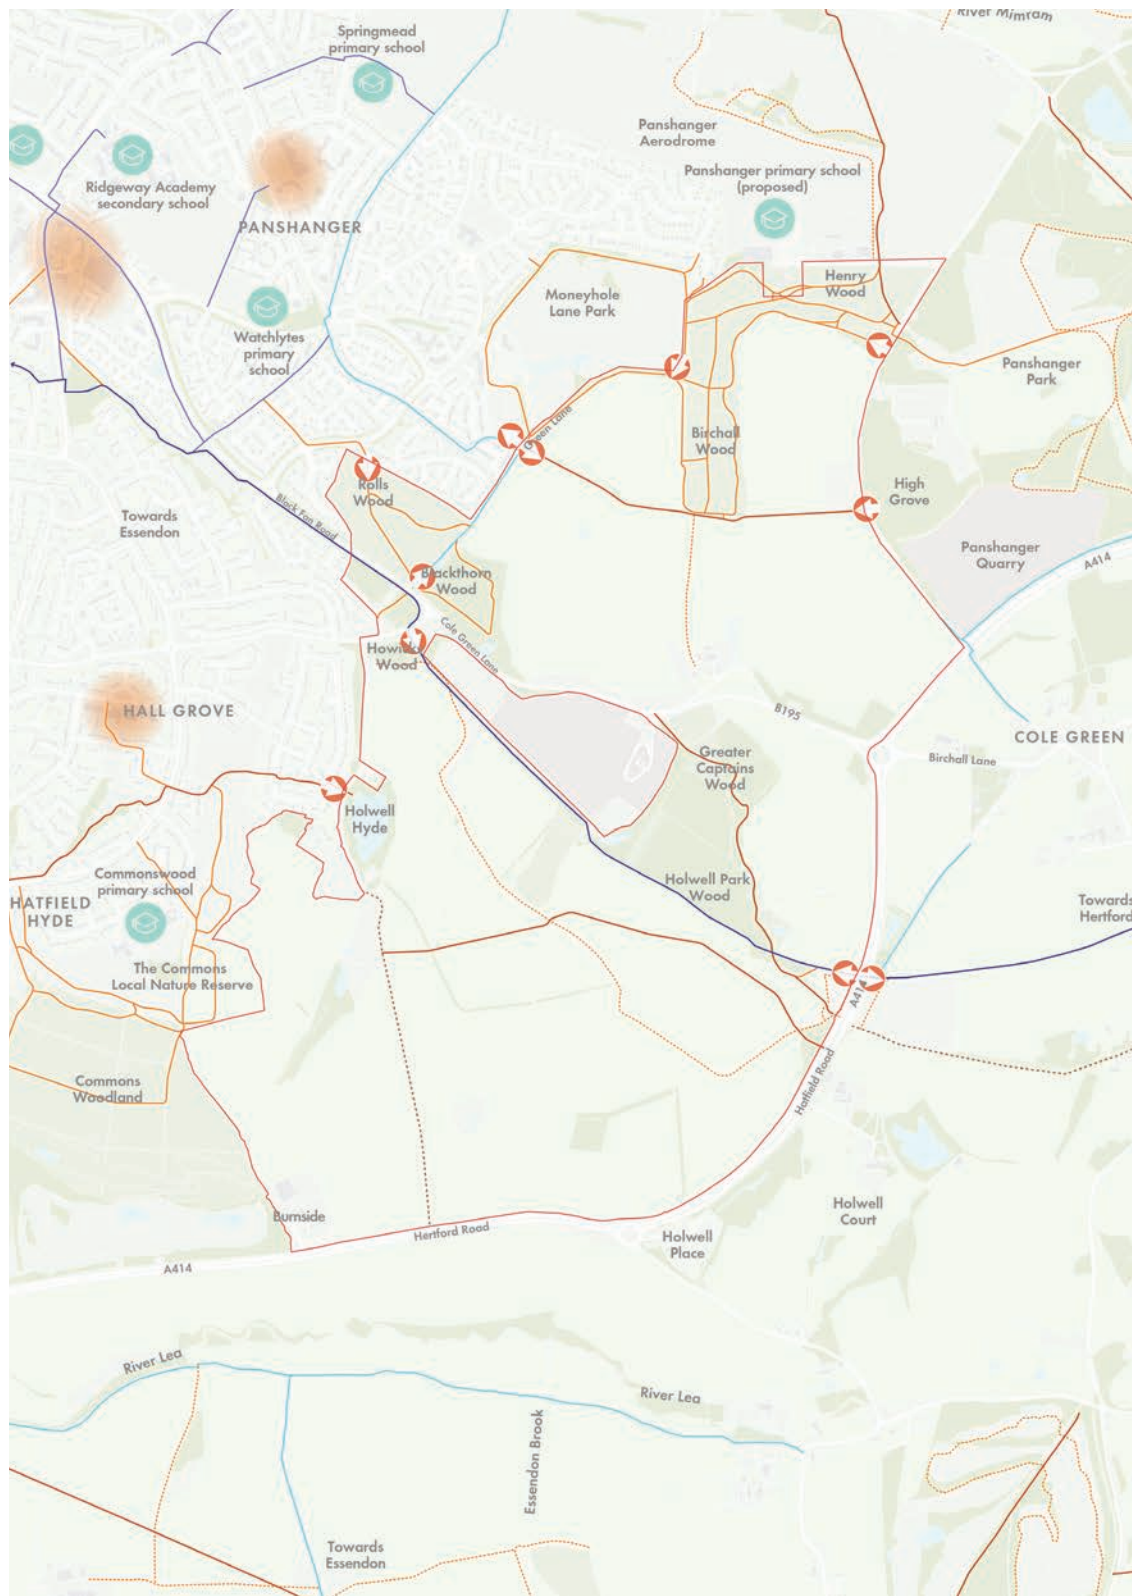 River Mimram
Springmead
primary school
Panshanger
Aerodrome
Panshanger primary school
(proposed)
Ridgeway Academy
secondary school
PANSHANGER
Henry
Wood
Moneyhole
Lane Park
Watchlytes
primary
school
Panshanger
Park
Green Lane
Birchall
Wood
Rolls
Wood
High
Grove
Black Fan Road
Towards
Essendon
Panshanger
Quarry
A414
Blackthorn
Wood
Cole Green Lane
Howicks
Wood
HALL GROVE
B195
COLE GREEN
Greater
Captains
Wood
Birchall Lane
Holwell
Hyde
Commonswood
primary school
HATFIELD
HYDE
Holwell Park
Wood
Towards
Hertford
The Commons
Local Nature Reserve
A414
Commons
Woodland
Hatfield Road
Burnside
Holwell
Court
Hertford Road
Holwell
Place
A414
River Lea
River Lea
Essendon Brook
Towards
Essendon